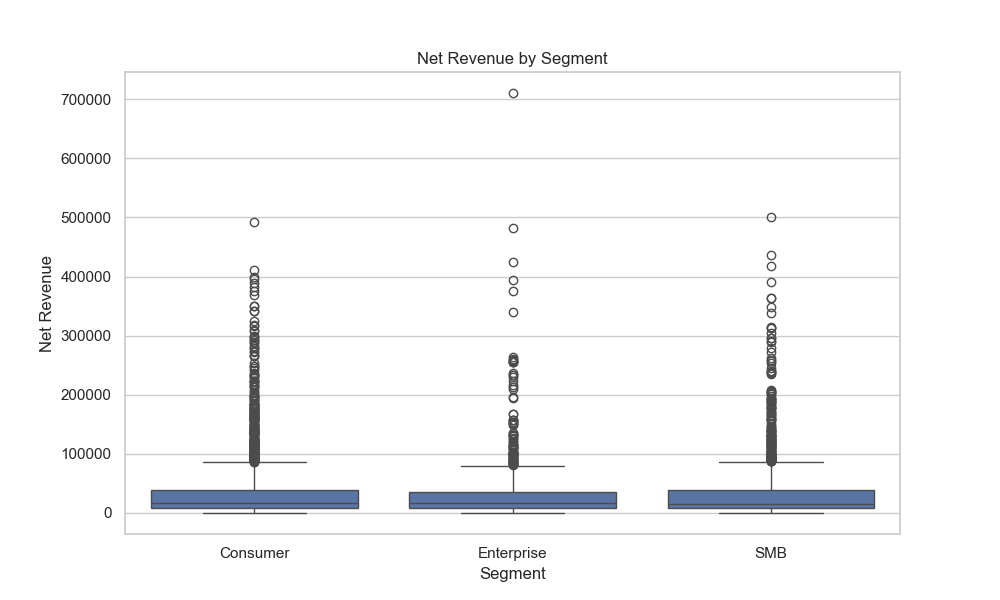 Net Revenue by Segment
700000
600000
500000
400000
300000
200000
100000
0
Net Revenue
Consumer
Enterprise
SMB
Segment